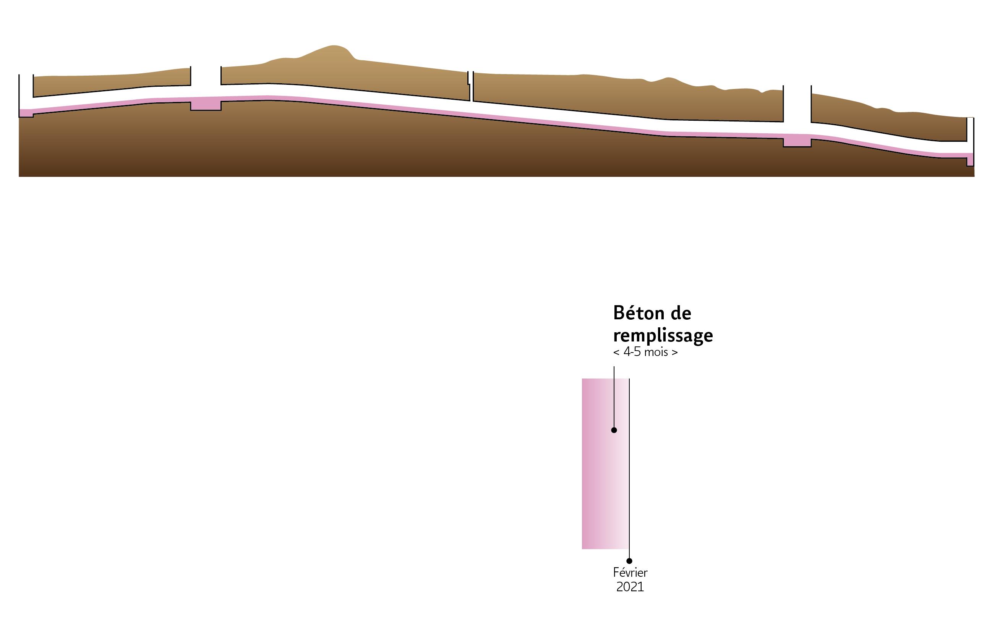 Béton de
remplissage
< 4-5 mois >
Février
2021